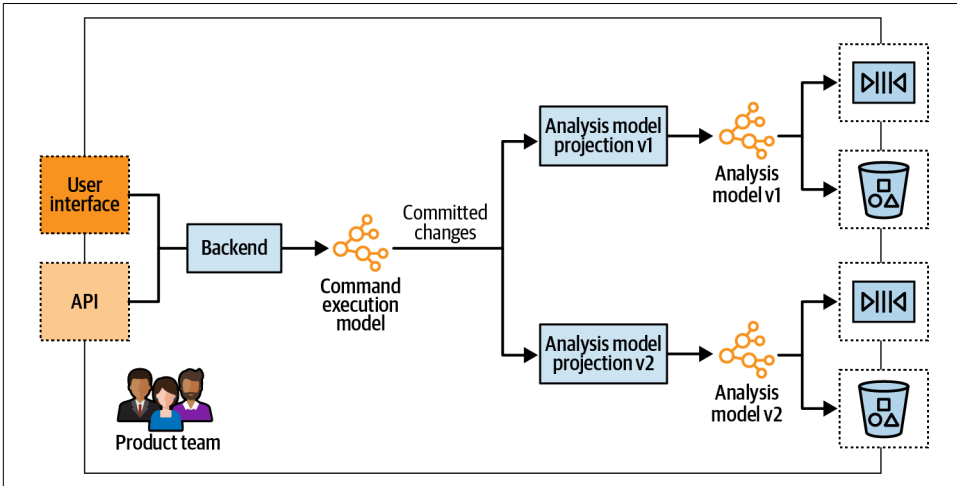 User
interface
API
Backend
Command
execution
model
Committed
changes
Analysis model
projection v1
Analysis
model v1
Analysis model
projection v2
Analysis
model v2
Product team